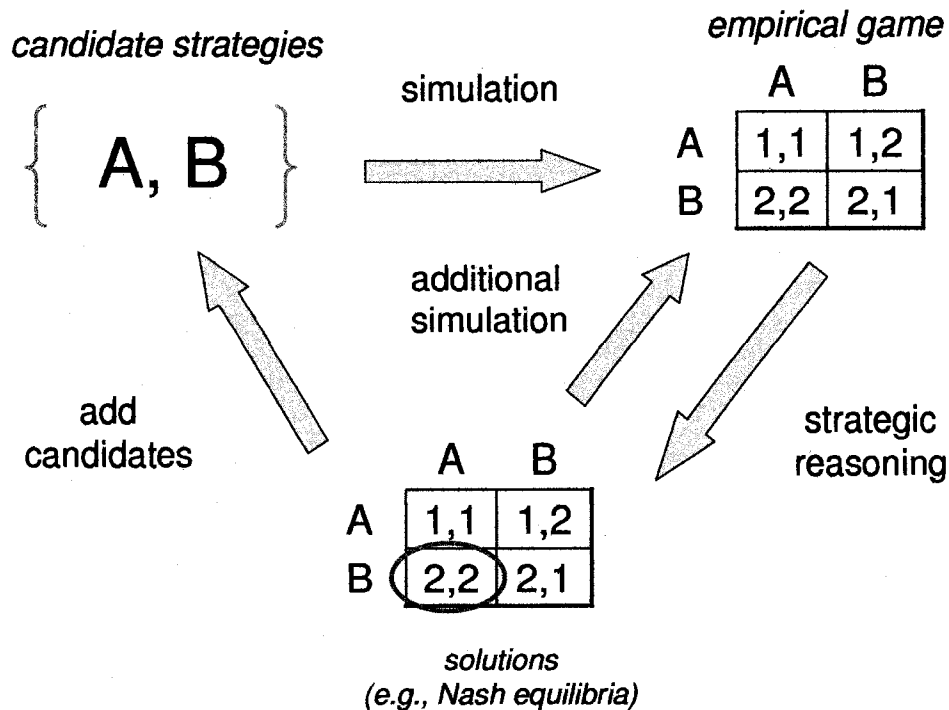 candidate strategies
{ A, B }
simulation
empirical game
A B
A 1,1 1,2
B 2,2 2,1
additional
simulation
add
candidates
strategic
reasoning
A B
A 1,1 1,2
B 2,2 2,1
solutions
(e.g., Nash equilibria)